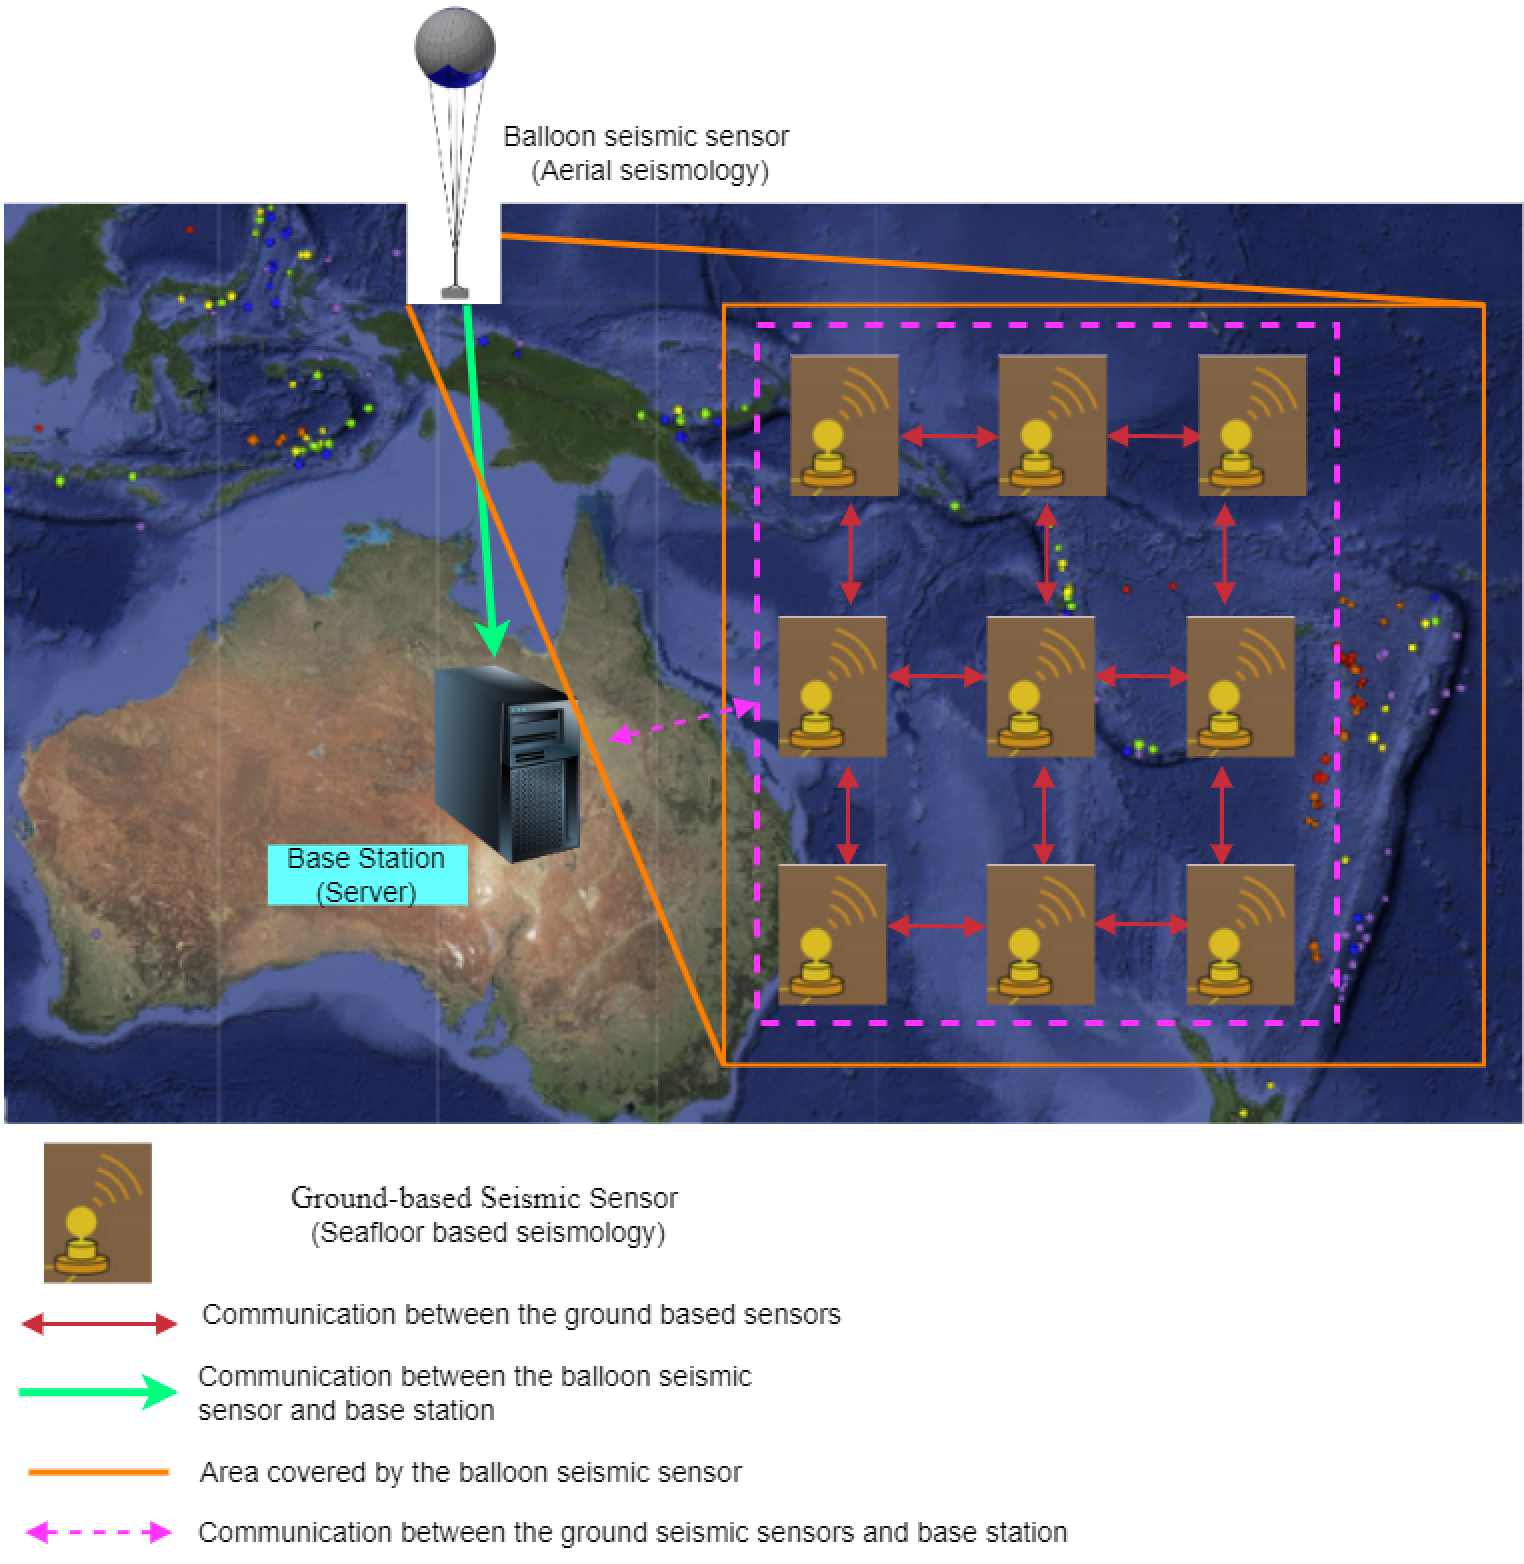 Balloon seismic sensor
(Aerial seismology)
Base Station
(Server)
Ground-based Seismic Sensor
(Seafloor based seismology)
Communication between the ground based sensors
Communication between the balloon seismic
sensor and base station
Area covered by the balloon seismic sensor
Communication between the ground seismic sensors and base station